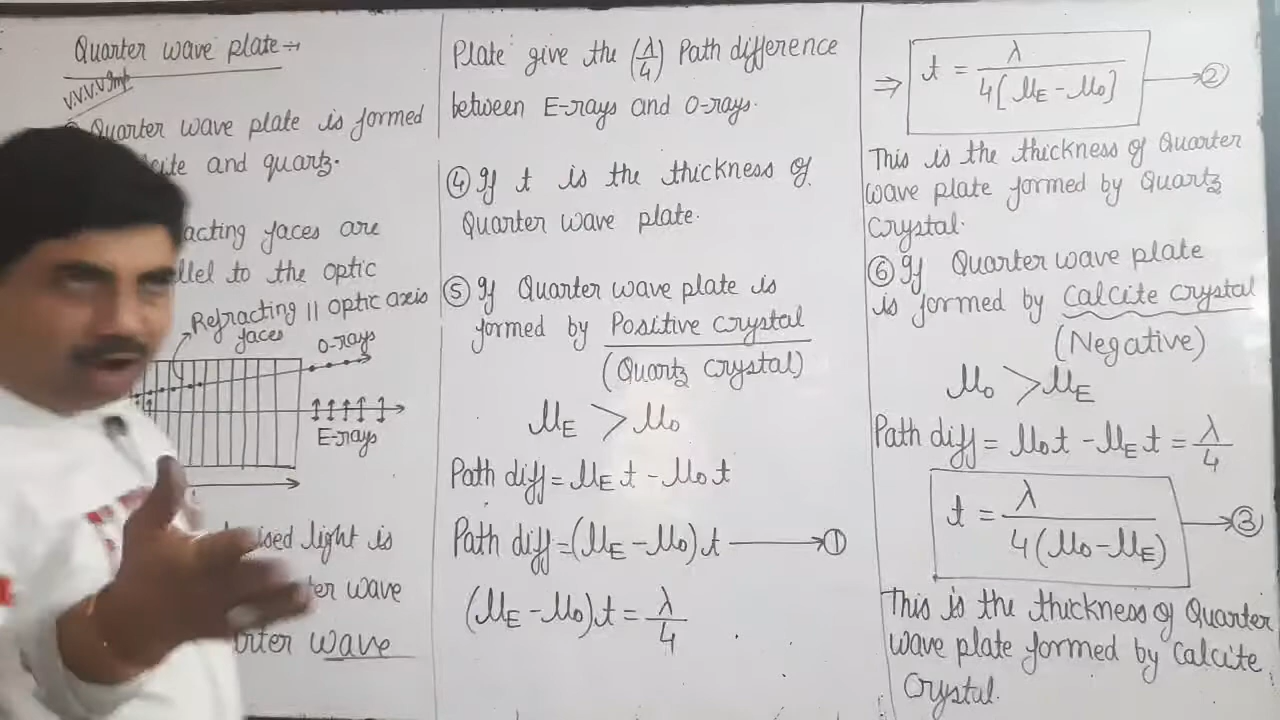 Quarter wave plate →
V.V.V.V Imp
Quarter wave plate is formed
and quartz.
faces are
to the optic
Refracting || optic axis
faces
O-rays
E-rays
light is
wave
wave
Plate give the (λ/4) Path difference
between E-rays and O-rays.
④ If t is the thickness of
Quarter wave plate.
⑤ If Quarter wave plate is
formed by Positive crystal
(Quartz crystal)
μE > μo
Path diff = μE t - μo t
Path diff = (μE - μo) t → ①
(μE - μo) t = λ/4
⇒ t = λ/4[μE - μo] → ②
This is the thickness of Quarter
wave plate formed by Quartz
Crystal.
⑥ If Quarter wave plate
is formed by Calcite crystal
(Negative)
μo > μE
Path diff = μo t - μE t = λ/4
t = λ/4(μo - μE) → ③
This is the thickness of Quarter
wave plate formed by Calcite
Crystal.